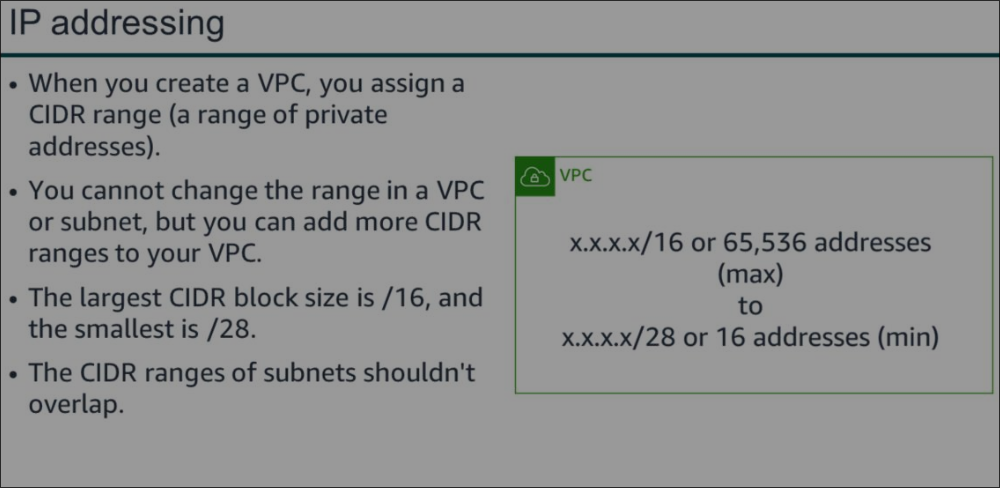 IP addressing
• When you create a VPC, you assign a
CIDR range (a range of private
addresses).
• You cannot change the range in a VPC
or subnet, but you can add more CIDR
ranges to your VPC.
• The largest CIDR block size is /16, and
the smallest is /28.
• The CIDR ranges of subnets shouldn't
overlap.
VPC
x.x.x.x/16 or 65,536 addresses
(max)
to
x.x.x.x/28 or 16 addresses (min)